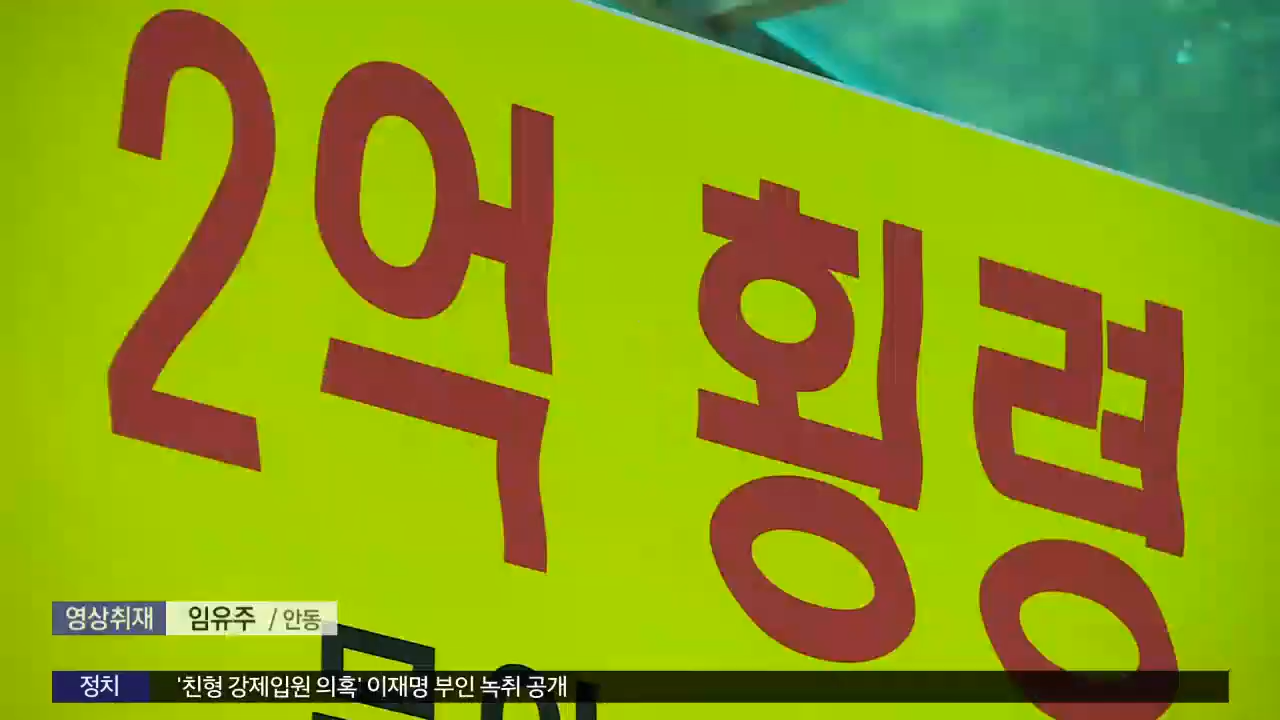 2억 횡령
영상취재 임유주 / 안동
정치 '친형 강제입원 의혹' 이재명 부인 녹취 공개